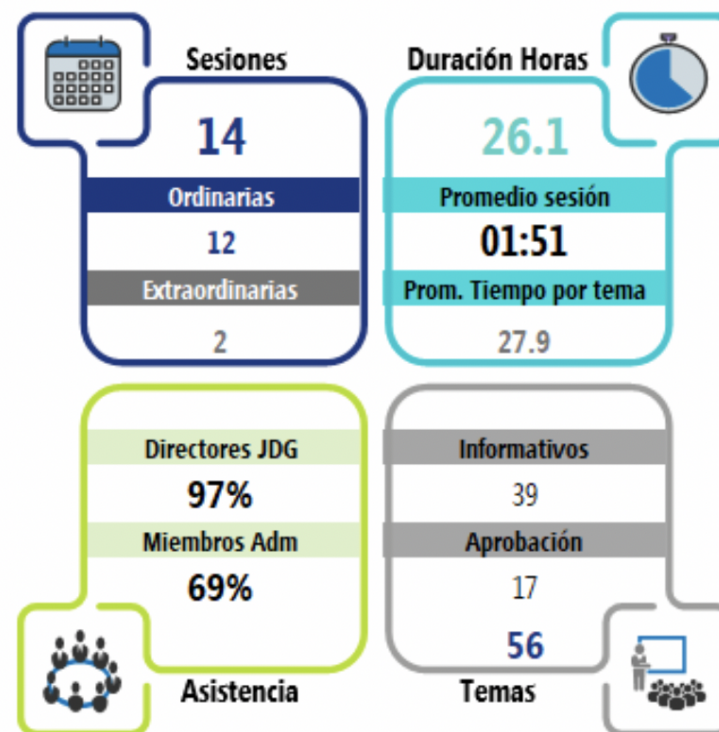 Sesiones
14
Ordinarias
12
Extraordinarias
2
Duración Horas
26.1
Promedio sesión
01:51
Prom. Tiempo por tema
27.9
Directores JDG
97%
Miembros Adm
69%
Asistencia
Informativos
39
Aprobación
17
56
Temas